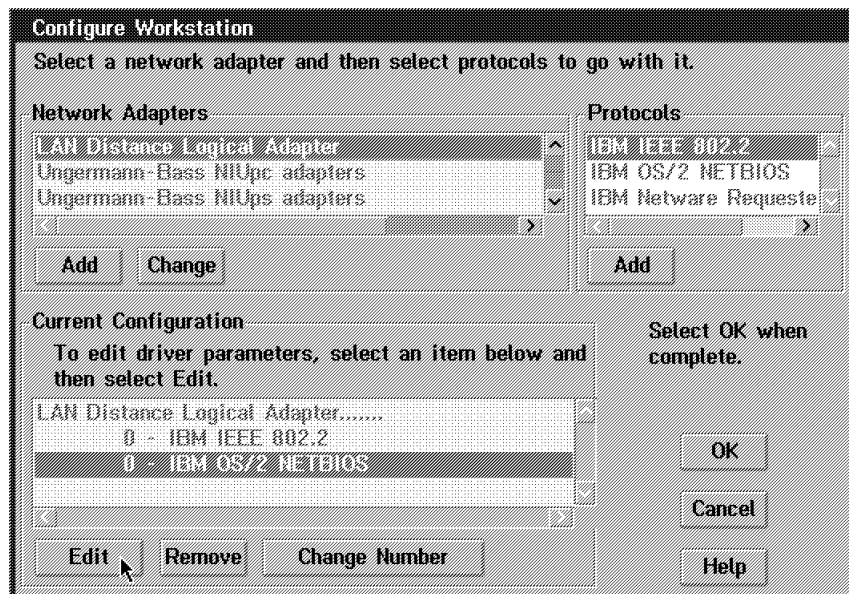 Configure Workstation
Select a network adapter and then select protocols to go with it.
Network Adapters
LAN Distance Logical Adapter
Ungermann-Bass NIUpc adapters
Ungermann-Bass NIUps adapters
Add Change
Protocols
IBM IEEE 802.2
IBM OS/2 NETBIOS
IBM Netware Requeste
Add
Current Configuration
To edit driver parameters, select an item below and
then select Edit.
LAN Distance Logical Adapter.......
0 - IBM IEEE 802.2
0 - IBM OS/2 NETBIOS
Edit Remove Change Number
Select OK when
complete.
OK
Cancel
Help